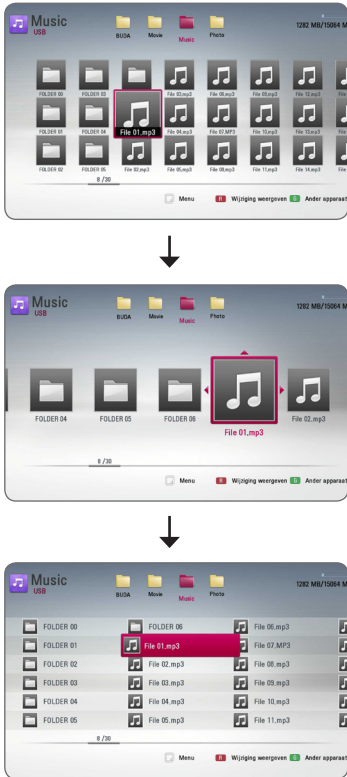 Music
USB
BUDA Movie Music Photo 1282 MB/15064 M
FOLDER 00 FOLDER 02 File 03.mp3 File 06.mp3 File 09.mp3 File 12.mp3 File
FOLDER 01 FOLDER 04 File 01.mp3 File 04.mp3 File 07.MP3 File 10.mp3 File 13.mp3 File
FOLDER 02 FOLDER 05 File 02.mp3 File 05.mp3 File 08.mp3 File 11.mp3 File 14.mp3 File
8 /30
Menu R Wijziging weergeven G Ander apparaat
Music
USB
BUDA Movie Music Photo 1282 MB/15064 M
FOLDER 04 FOLDER 05 FOLDER 06 File 01.mp3 File 02.mp3
8 /30
Menu R Wijziging weergeven G Ander apparaat
Music
USB
BUDA Movie Music Photo 1282 MB/15064 M
FOLDER 00 FOLDER 06 File 06.mp3
FOLDER 01 File 01.mp3 File 07.MP3
FOLDER 02 File 02.mp3 File 08.mp3
FOLDER 03 File 03.mp3 File 09.mp3
FOLDER 04 File 04.mp3 File 10.mp3
FOLDER 05 File 05.mp3 File 11.mp3
8 /30
Menu R Wijziging weergeven G Ander apparaat